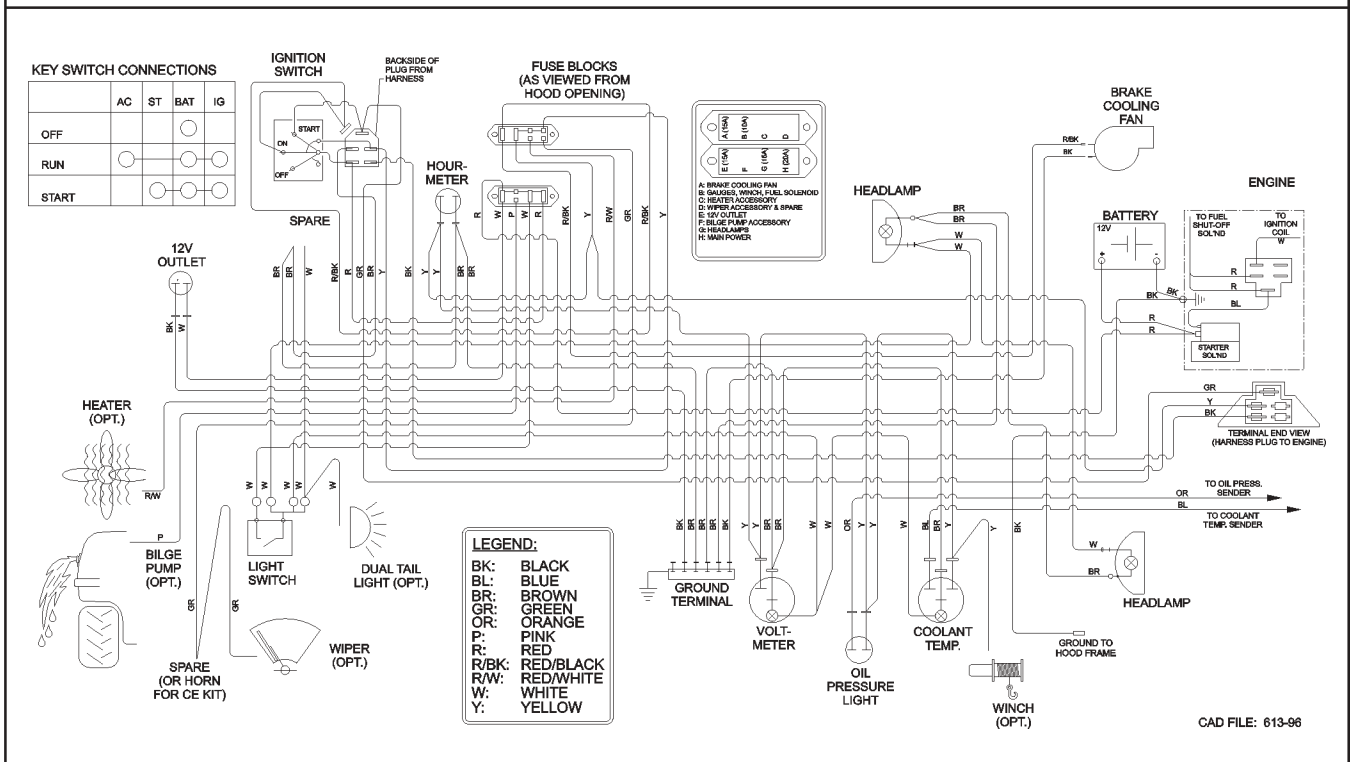 KEY SWITCH CONNECTIONS
AC ST BAT IG
OFF
RUN
START
IGNITION
SWITCH
BACKSIDE OF
PLUG FROM
HARNESS
START
ON
OFF
FUSE BLOCKS
(AS VIEWED FROM
HOOD OPENING)
A (15A)
B (10A)
C
D
E (15A)
F
G (15A)
H (20A)
A: BRAKE COOLING FAN
B: GAUGES, WINCH, FUEL SOLENOID
C: HEATER ACCESSORY
D: WIPER ACCESSORY & SPARE
E: 12V OUTLET
F: BILGE PUMP ACCESSORY
G: HEADLAMPS
H: MAIN POWER
BRAKE
COOLING
FAN
R/BK
BK
HOUR-
METER
HEADLAMP
BR
BR
W
W
ENGINE
BATTERY
12V
+ -
TO FUEL
SHUT-OFF
SOL'ND
TO
IGNITION
COIL
W
R
R
BL
BK
BK
R
R
STARTER
SOL'ND
SPARE
12V
OUTLET
BK
W
BR
BR
W
R/BK
R
GR
BR
Y
BK
Y
Y
BR
BR
R
W
P
W
R
R/BK
Y
R/W
GR
R/BK
Y
GR
Y
BK
TERMINAL END VIEW
(HARNESS PLUG TO ENGINE)
HEATER
(OPT.)
R/W
P
BILGE
PUMP
(OPT.)
W
W
W
W
W
LIGHT
SWITCH
DUAL TAIL
LIGHT (OPT.)
GR
GR
SPARE
(OR HORN
FOR CE KIT)
WIPER
(OPT.)
LEGEND:
BK: BLACK
BL: BLUE
BR: BROWN
GR: GREEN
OR: ORANGE
P: PINK
R: RED
R/BK: RED/BLACK
R/W: RED/WHITE
W: WHITE
Y: YELLOW
BK
BR
BR
BR
BK
Y
Y
BR
BR
W
W
OR
Y
Y
W
BL
BR
Y
Y
BK
GROUND
TERMINAL
VOLT-
METER
OIL
PRESSURE
LIGHT
COOLANT
TEMP.
WINCH
(OPT.)
OR
TO OIL PRESS.
SENDER
BL
TO COOLANT
TEMP. SENDER
W
BR
HEADLAMP
GROUND TO
HOOD FRAME
CAD FILE: 613-96